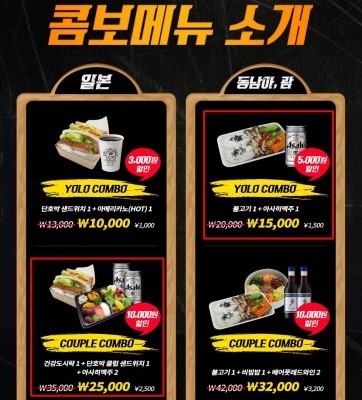 콤보메뉴 소개
일본
3.000원
할인
YOLO COMBO
단호박 샌드위치 1 + 아메리카노(HOT) 1
₩13,000 ₩10,000 ¥1,000
10.000원
할인
COUPLE COMBO
건강도시락 1 + 단호박 클럽 샌드위치 1
+ 아사히맥주 2
₩35,000 ₩25,000 ¥2,500
동남아, 괌
Asahi
5.000원
할인
YOLO COMBO
불고기 1 + 아사히맥주 1
₩20,000 ₩15,000 ¥1,500
10.000원
할인
COUPLE COMBO
불고기 1 + 비빔밥 1 + 베어풋레드와인 2
₩42,000 ₩32,000 ¥3,200